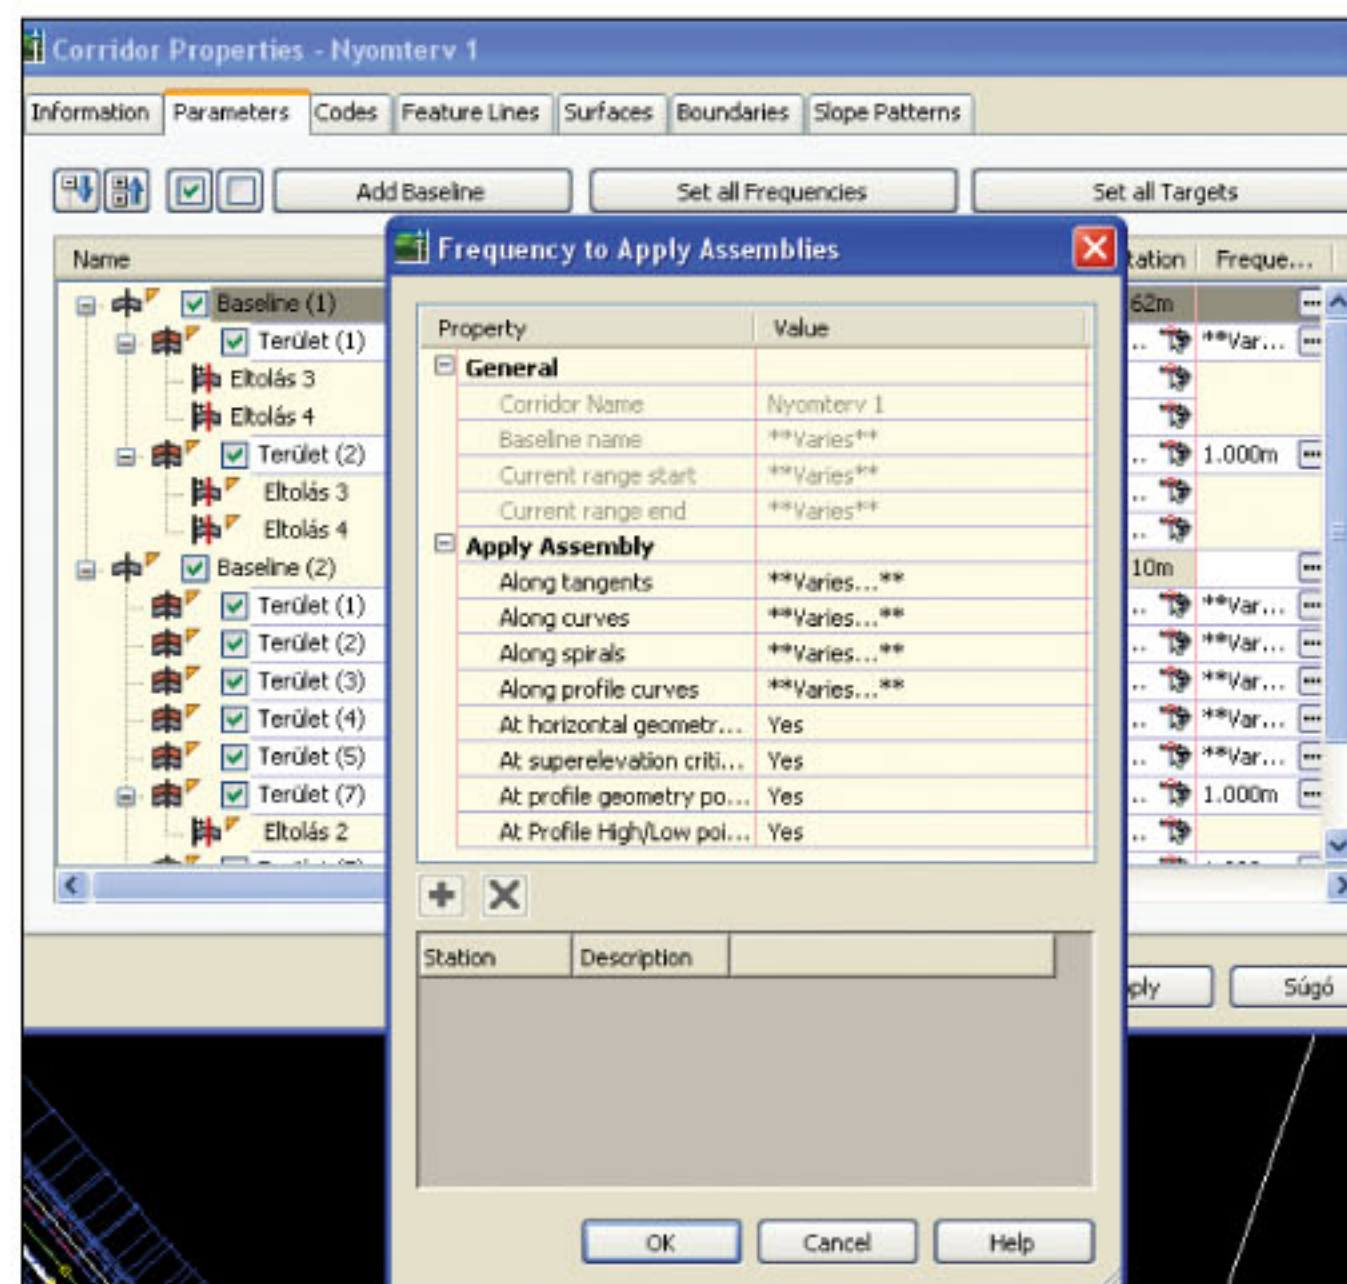 Corridor Properties - Nyomterv 1
Information Parameters Codes Feature Lines Surfaces Boundaries Slope Patterns
Add Baseline Set all Frequencies Set all Targets
Name
tation Freque...
Baseline (1)
62m
Terület (1)
.. **Var... ...
Eltolás 3
Eltolás 4
Terület (2)
.. 1.000m ...
Eltolás 3
Eltolás 4
Baseline (2)
10m
Terület (1)
.. **Var... ...
Terület (2)
.. **Var... ...
Terület (3)
.. **Var... ...
Terület (4)
.. **Var... ...
Terület (5)
.. **Var... ...
Terület (7)
.. 1.000m ...
Eltolás 2
Frequency to Apply Assemblies
Property Value
General
Corridor Name Nyomterv 1
Baseline name **Varies**
Current range start **Varies**
Current range end **Varies**
Apply Assembly
Along tangents **Varies...**
Along curves **Varies...**
Along spirals **Varies...**
Along profile curves **Varies...**
At horizontal geometr... Yes
At superelevation criti... Yes
At profile geometry po... Yes
At Profile High/Low poi... Yes
Station Description
OK Cancel Help
ply Súgó